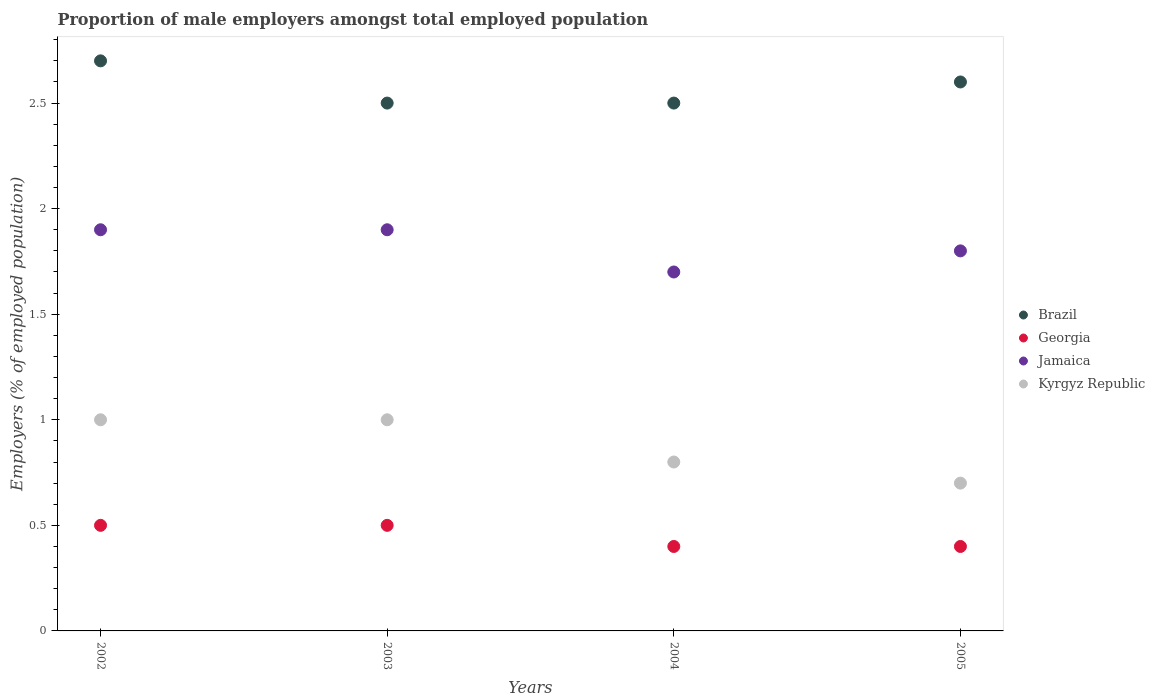 Proportion of male employers amongst total employed population
Employers (% of employed population)
2.5
2
1.5
1
0.5
0
2002
2003
2004
2005
Years
Brazil
Georgia
Jamaica
Kyrgyz Republic